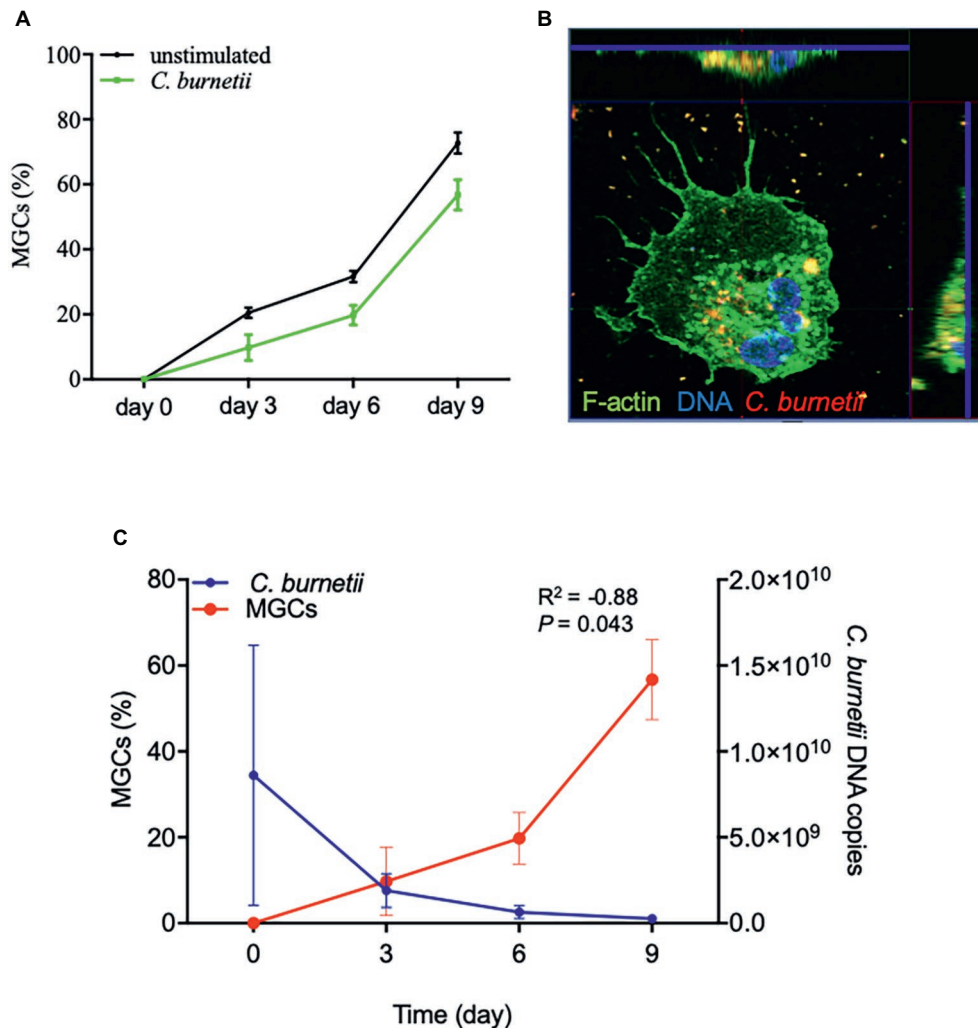 A
unstimulated
C. burnetii
MGCs (%)
100
80
60
40
20
0
day 0 day 3 day 6 day 9
B
F-actin DNA C. burnetii
C
C. burnetii
MGCs
R² = -0.88
P = 0.043
MGCs (%)
80
60
40
20
0
2.0×10¹⁰
1.5×10¹⁰
1.0×10¹⁰
5.0×10⁹
0.0
C. burnetii DNA copies
0 3 6 9
Time (day)